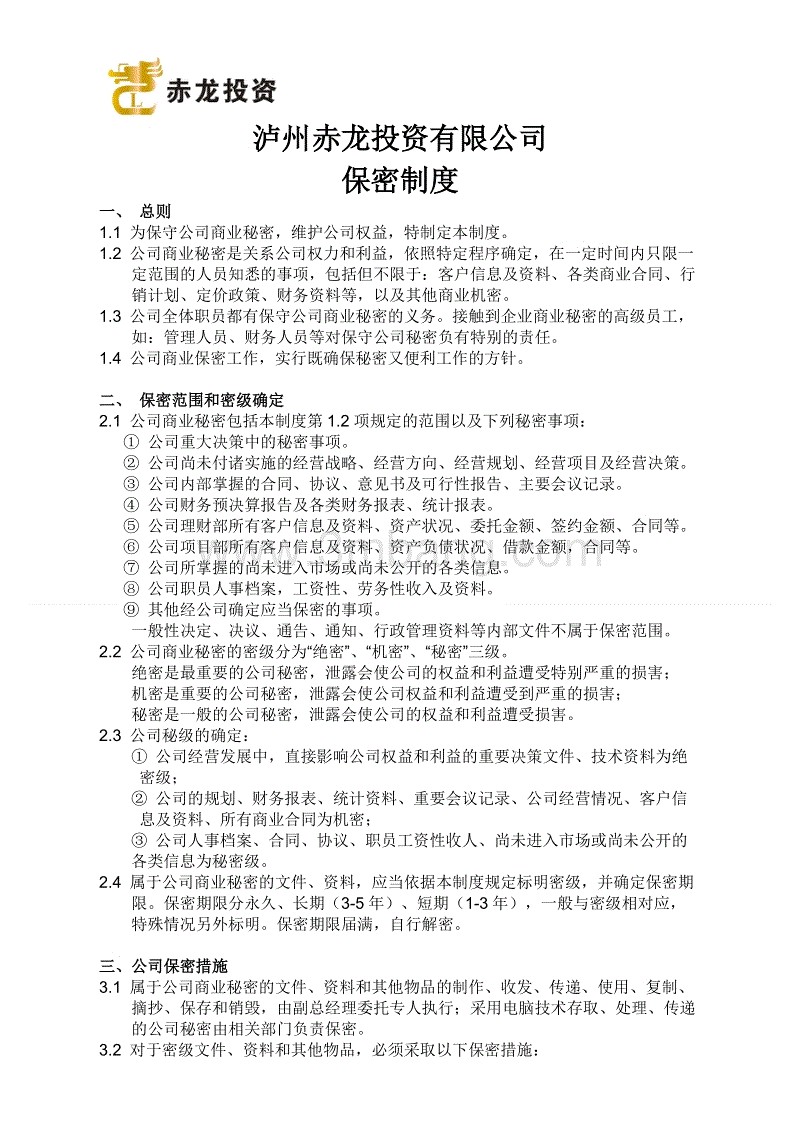 赤龙投资
泸州赤龙投资有限公司
保密制度
一、 总则
1.1 为保守公司商业秘密，维护公司权益，特制定本制度。
1.2 公司商业秘密是关系公司权力和利益，依照特定程序确定，在一定时间内只限一
定范围的人员知悉的事项，包括但不限于：客户信息及资料、各类商业合同、行
销计划、定价政策、财务资料等，以及其他商业机密。
1.3 公司全体职员都有保守公司商业秘密的义务。接触到企业商业秘密的高级员工，
如：管理人员、财务人员等对保守公司秘密负有特别的责任。
1.4 公司商业保密工作，实行既确保秘密又便利工作的方针。
二、 保密范围和密级确定
2.1 公司商业秘密包括本制度第 1.2 项规定的范围以及下列秘密事项：
① 公司重大决策中的秘密事项。
② 公司尚未付诸实施的经营战略、经营方向、经营规划、经营项目及经营决策。
③ 公司内部掌握的合同、协议、意见书及可行性报告、主要会议记录。
④ 公司财务预决算报告及各类财务报表、统计报表。
⑤ 公司理财部所有客户信息及资料、资产状况、委托金额、签约金额、合同等。
⑥ 公司项目部所有客户信息及资料、资产负债状况、借款金额，合同等。
⑦ 公司所掌握的尚未进入市场或尚未公开的各类信息。
⑧ 公司职员人事档案，工资性、劳务性收入及资料。
⑨ 其他经公司确定应当保密的事项。
一般性决定、决议、通告、通知、行政管理资料等内部文件不属于保密范围。
2.2 公司商业秘密的密级分为“绝密”、“机密”、“秘密”三级。
绝密是最重要的公司秘密，泄露会使公司的权益和利益遭受特别严重的损害；
机密是重要的公司秘密，泄露会使公司权益和利益遭受到严重的损害；
秘密是一般的公司秘密，泄露会使公司的权益和利益遭受损害。
2.3 公司秘级的确定：
① 公司经营发展中，直接影响公司权益和利益的重要决策文件、技术资料为绝
密级；
② 公司的规划、财务报表、统计资料、重要会议记录、公司经营情况、客户信
息及资料、所有商业合同为机密；
③ 公司人事档案、合同、协议、职员工资性收人、尚未进入市场或尚未公开的
各类信息为秘密级。
2.4 属于公司商业秘密的文件、资料，应当依据本制度规定标明密级，并确定保密期
限。保密期限分永久、长期（3-5 年）、短期（1-3 年），一般与密级相对应，
特殊情况另外标明。保密期限届满，自行解密。
三、公司保密措施
3.1 属于公司商业秘密的文件、资料和其他物品的制作、收发、传递、使用、复制、
摘抄、保存和销毁，由副总经理委托专人执行；采用电脑技术存取、处理、传递
的公司秘密由相关部门负责保密。
3.2 对于密级文件、资料和其他物品，必须采取以下保密措施：